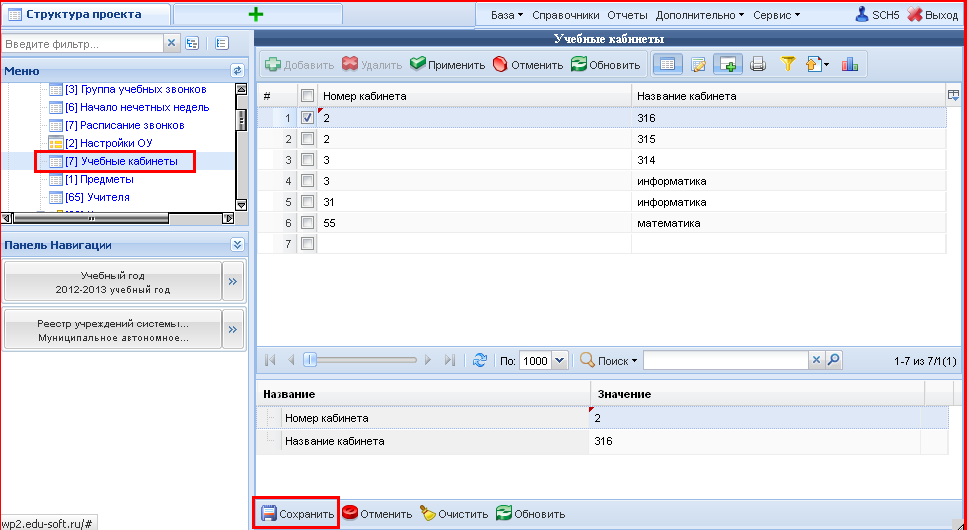 Структура проекта
База Справочники Отчеты Дополнительно Сервис SCH5 Выход
Введите фильтр...
Учебные кабинеты
Меню
Добавить Удалить Применить Отменить Обновить
[3] Группа учебных звонков
[6] Начало нечетных недель
[7] Расписание звонков
[2] Настройки ОУ
[7] Учебные кабинеты
[1] Предметы
[65] Учителя
Панель Навигации
Учебный год
2012-2013 учебный год
Реестр учреждений системы...
Муниципальное автономное...
# Номер кабинета Название кабинета
1 2 316
2 2 315
3 3 314
4 3 информатика
5 31 информатика
6 55 математика
7
По: 1000 Поиск 1-7 из 7/1(1)
Название Значение
Номер кабинета 2
Название кабинета 316
Сохранить Отменить Очистить Обновить
wp2.edu-soft.ru/#